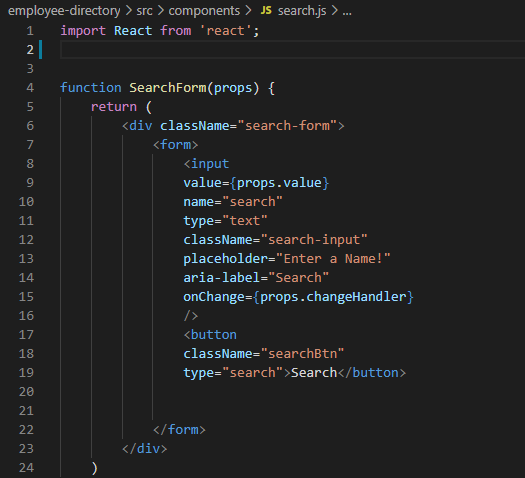 employee-directory > src > components > JS search.js > ...
1 import React from 'react';
2
3
4 function SearchForm(props) {
5 return (
6 <div className="search-form">
7 <form>
8 <input
9 value={props.value}
10 name="search"
11 type="text"
12 className="search-input"
13 placeholder="Enter a Name!"
14 aria-label="Search"
15 onChange={props.changeHandler}
16 />
17 <button
18 className="searchBtn"
19 type="search">Search</button>
20
21
22 </form>
23 </div>
24 )